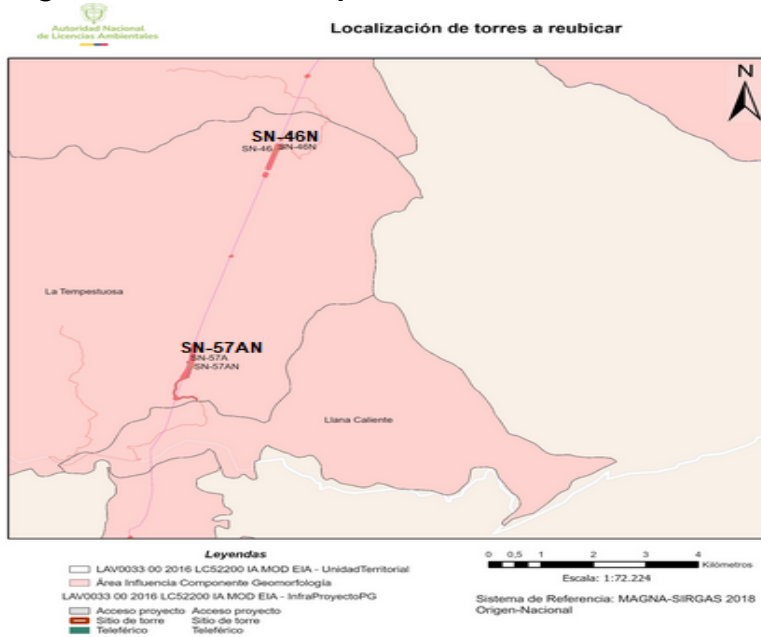 Autoridad Nacional
de Licencias Ambientales
Localización de torres a reubicar
N
SN-46N
SN-46 SN-46N
La Tempestuosa
SN-57AN
SN-57A
SN-57AN
Llana Caliente
Leyendas
LAV0033 00 2016 LC52200 IA MOD EIA - UnidadTerritorial
Área Influencia Componente Geomorfología
LAV0033 00 2016 LC52200 IA MOD EIA - InfraProyectoPG
Acceso proyecto Acceso proyecto
Sitio de torre Sitio de torre
Teleférico Teleférico
0 0,5 1 2 3 4
Kilómetros
Escala: 1:72.224
Sistema de Referencia: MAGNA-SIRGAS 2018
Origen-Nacional